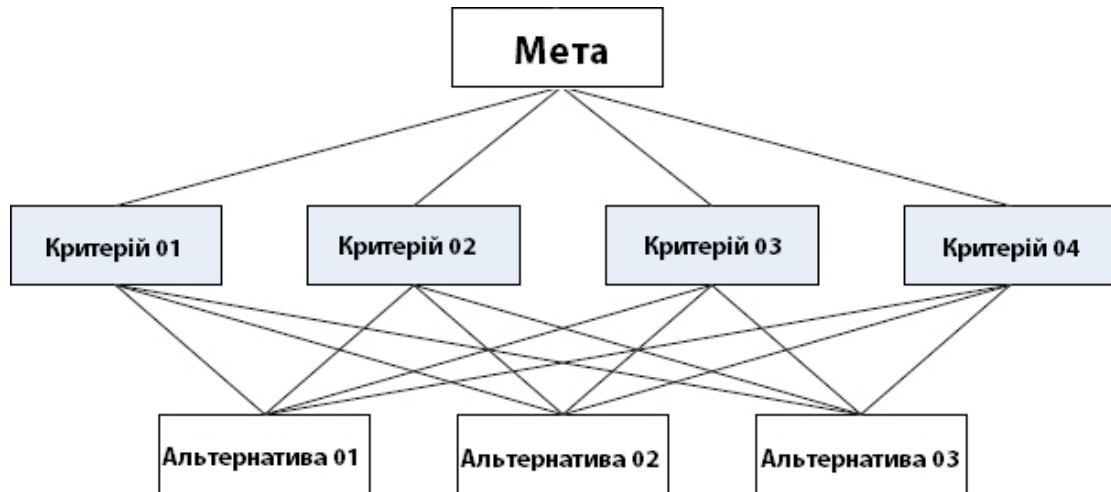 Мета
Критерій 01
Критерій 02
Критерій 03
Критерій 04
Альтернатива 01
Альтернатива 02
Альтернатива 03